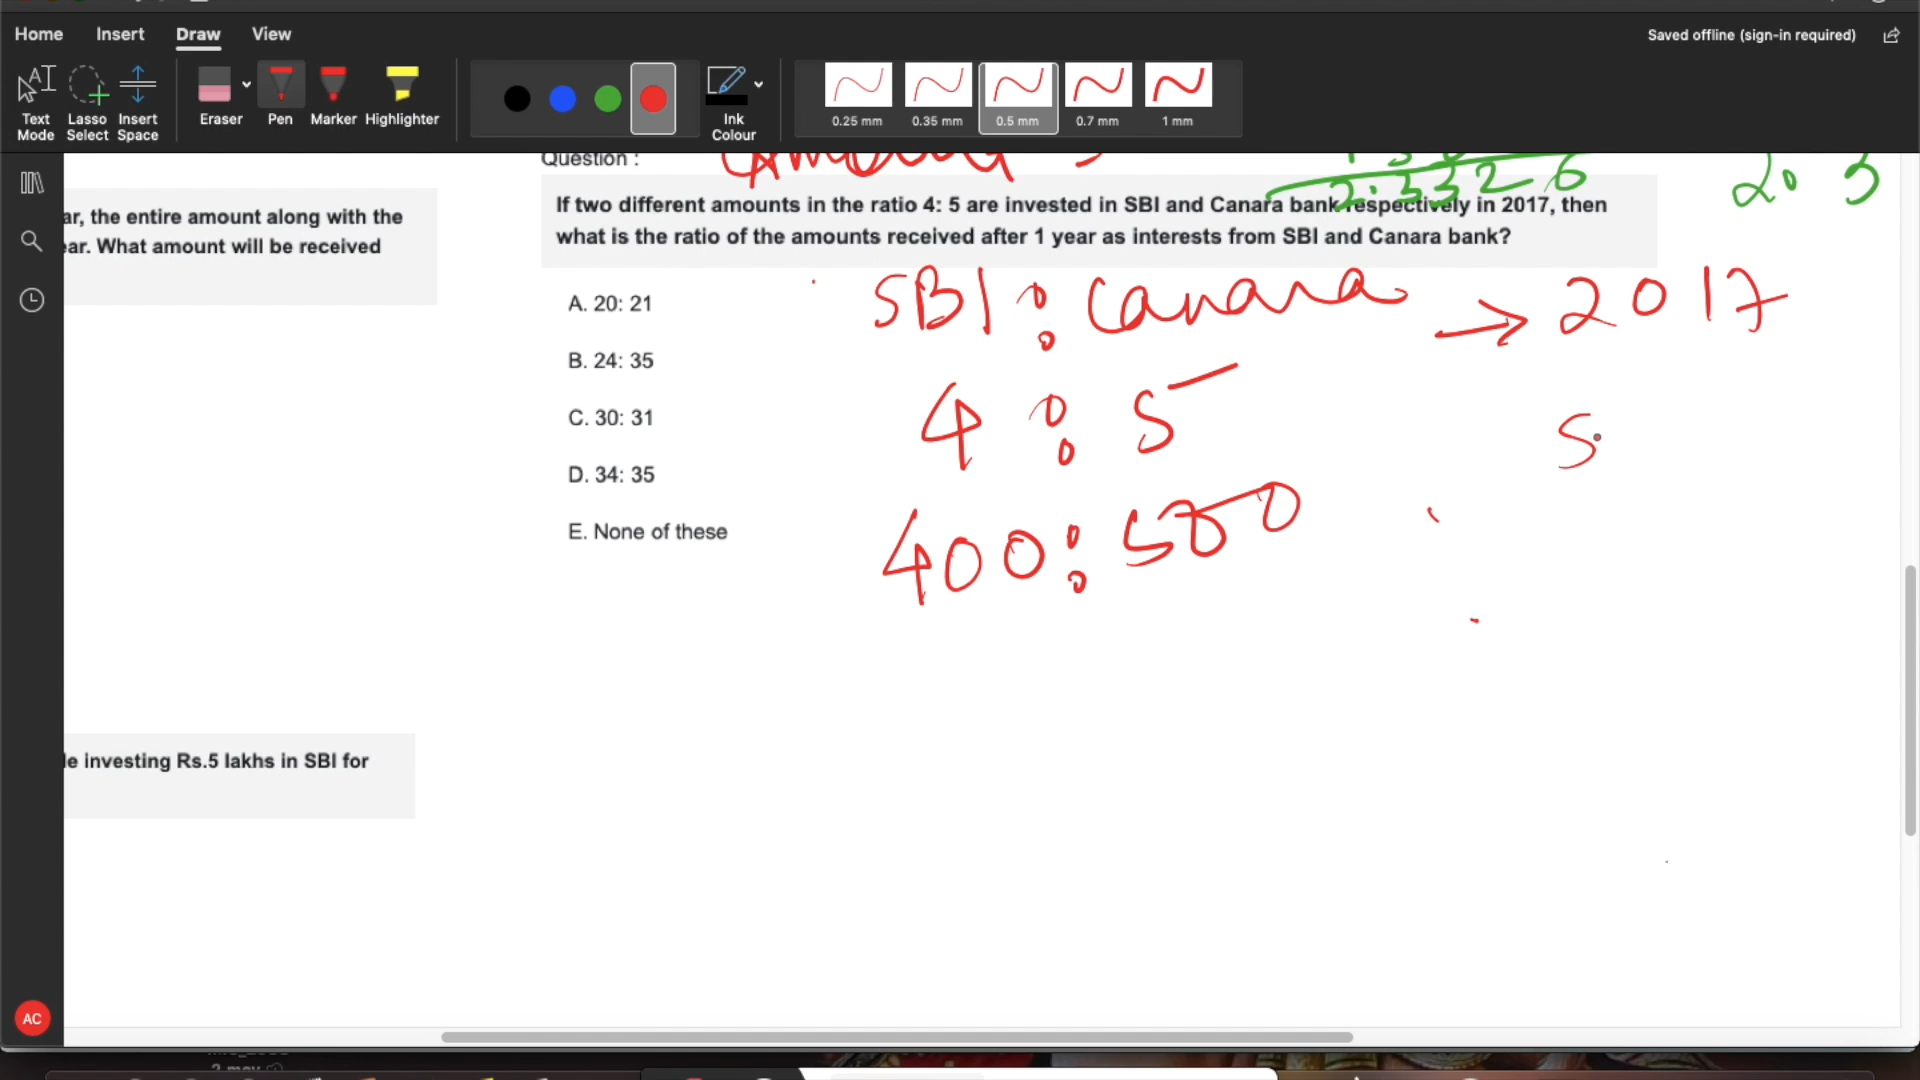 Home Insert Draw View
Saved offline (sign-in required)
Text Mode
Lasso Select
Insert Space
Eraser
Pen
Marker
Highlighter
Ink Colour
0.25 mm
0.35 mm
0.5 mm
0.7 mm
1 mm
Question :
ar, the entire amount along with the
ear. What amount will be received
If two different amounts in the ratio 4: 5 are invested in SBI and Canara bank respectively in 2017, then
what is the ratio of the amounts received after 1 year as interests from SBI and Canara bank?
A. 20: 21
B. 24: 35
C. 30: 31
D. 34: 35
E. None of these
SBI : Canara → 2017
4 : 5
S
400 : 500
le investing Rs.5 lakhs in SBI for
AC